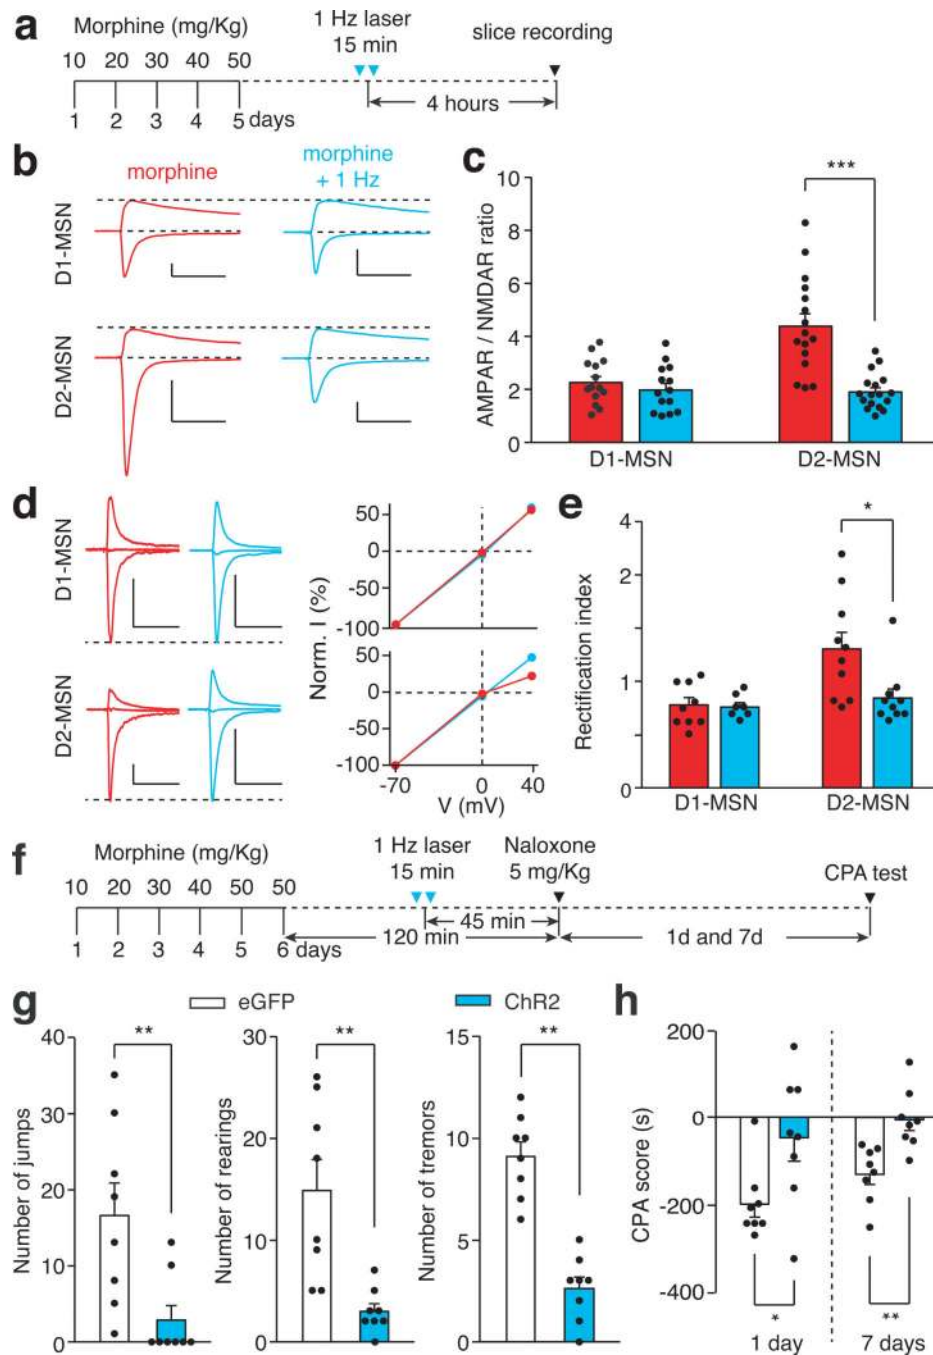 a
Morphine (mg/Kg)
10 20 30 40 50
1 2 3 4 5 days
1 Hz laser
15 min
slice recording
4 hours
b
morphine
morphine
+ 1 Hz
D1-MSN
D2-MSN
c
***
AMPAR / NMDAR ratio
10
8
6
4
2
0
D1-MSN D2-MSN
d
D1-MSN
D2-MSN
Norm. I (%)
50
0
-50
-100
50
0
-50
-100
-70 0 40
V (mV)
e
*
Rectification index
4
2
1
0
D1-MSN D2-MSN
f
Morphine (mg/Kg)
10 20 30 40 50 50
1 2 3 4 5 6 days
1 Hz laser
15 min
Naloxone
5 mg/Kg
CPA test
45 min
120 min
1d and 7d
g
eGFP
ChR2
**
Number of jumps
40
30
20
10
0
**
Number of rearings
30
20
10
0
**
Number of tremors
15
10
5
0
h
CPA score (s)
200
0
-200
-400
*
**
1 day 7 days